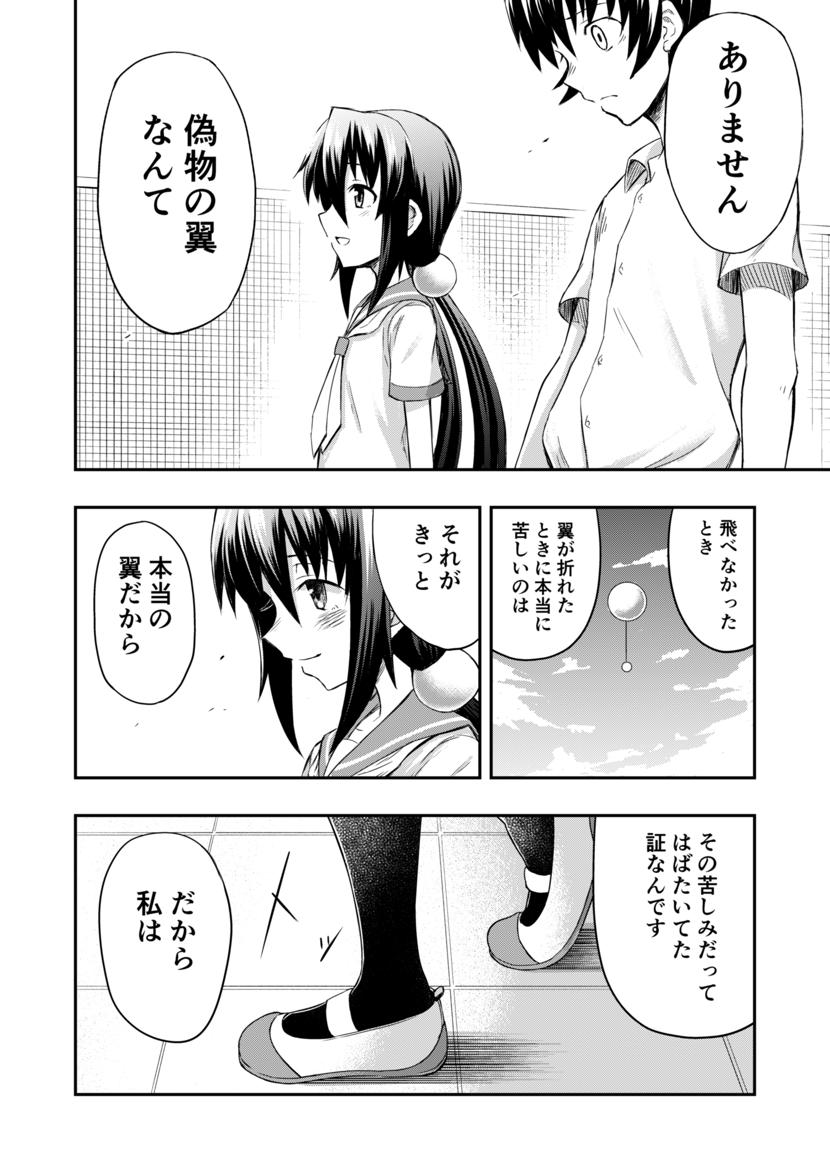 ありません
偽物の翼
なんて
飛べなかった
とき
翼が折れた
ときに本当に
苦しいのは
それが
きっと
本当の
翼だから
その苦しみだって
はばたいてた
証なんです
だから
私は